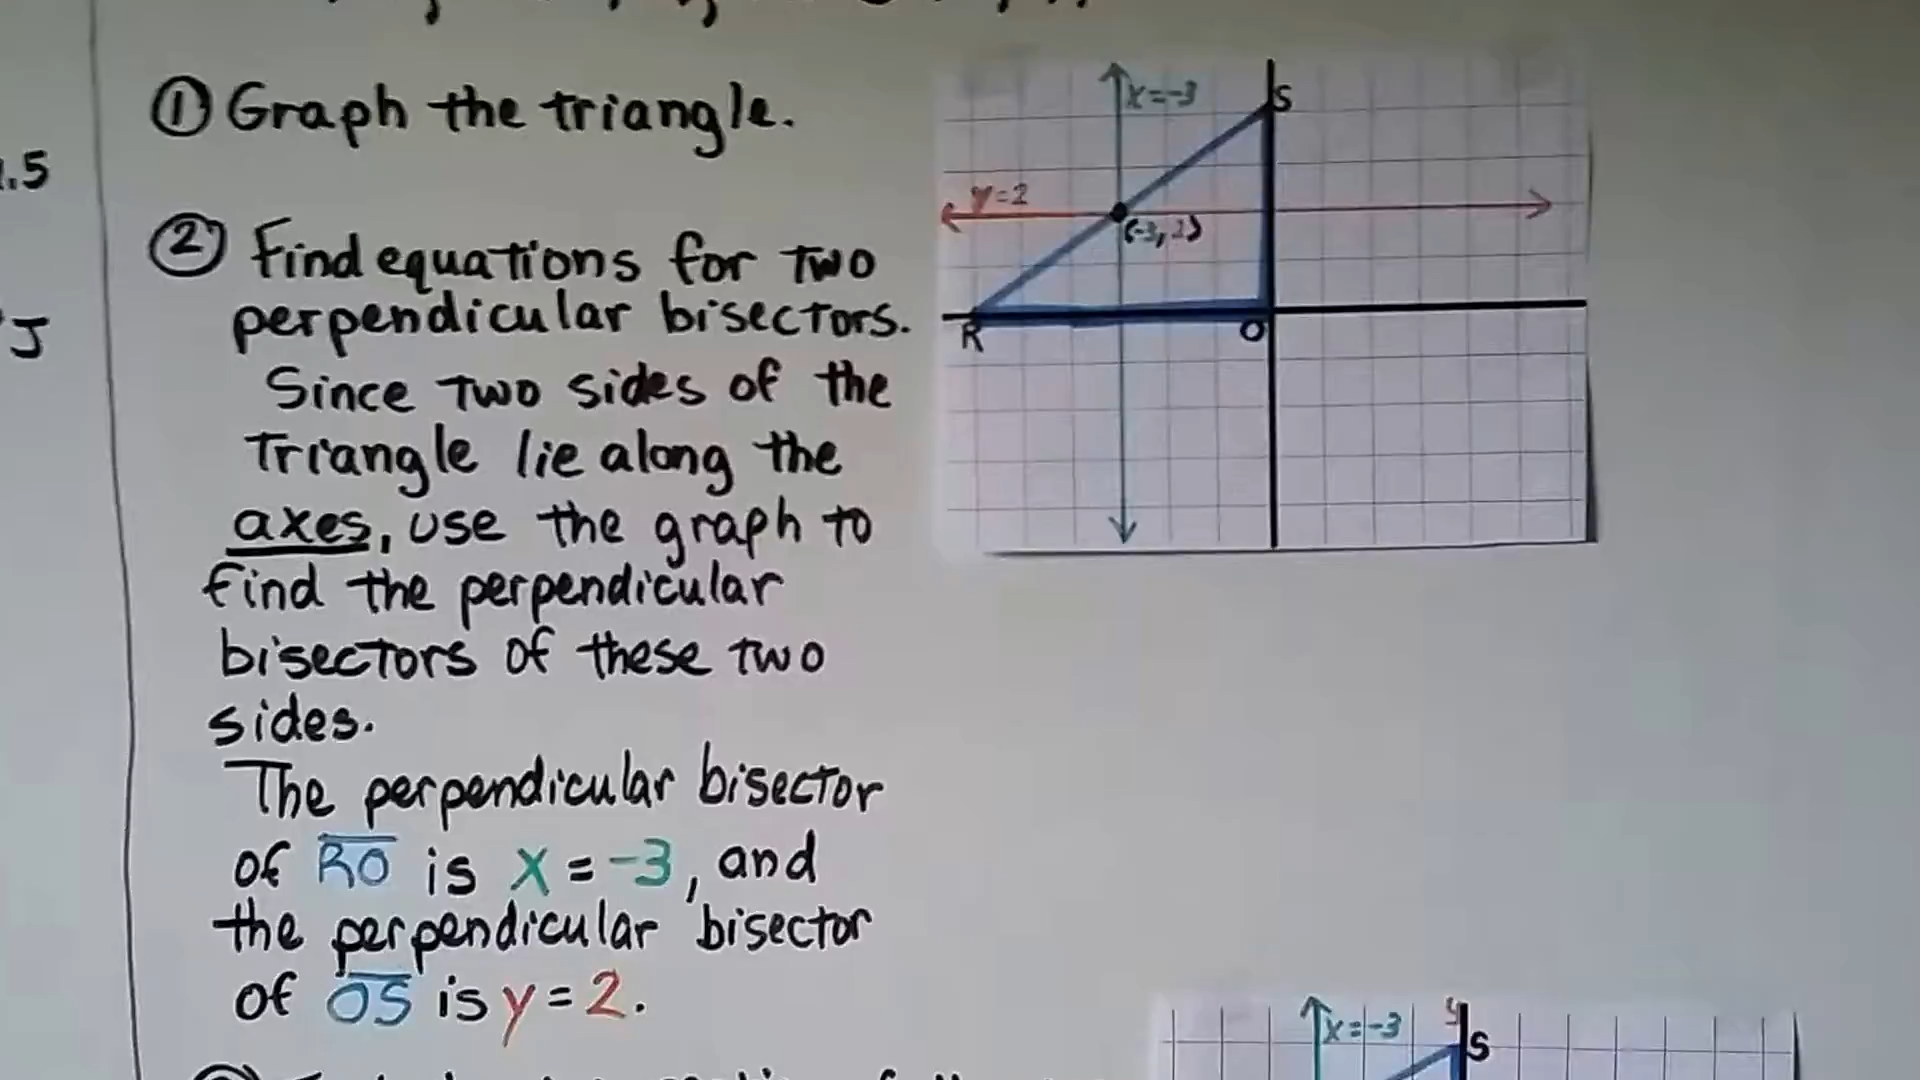 .5
J
① Graph the triangle.
② Find equations for two
perpendicular bisectors.
Since two sides of the
Triangle lie along the
axes, use the graph to
find the perpendicular
bisectors of these two
sides.
The perpendicular bisector
of RO is x = -3, and
the perpendicular bisector
of OS is y = 2.
x=-3
S
y=2
(-3, 2)
R
O
x=-3
y
S